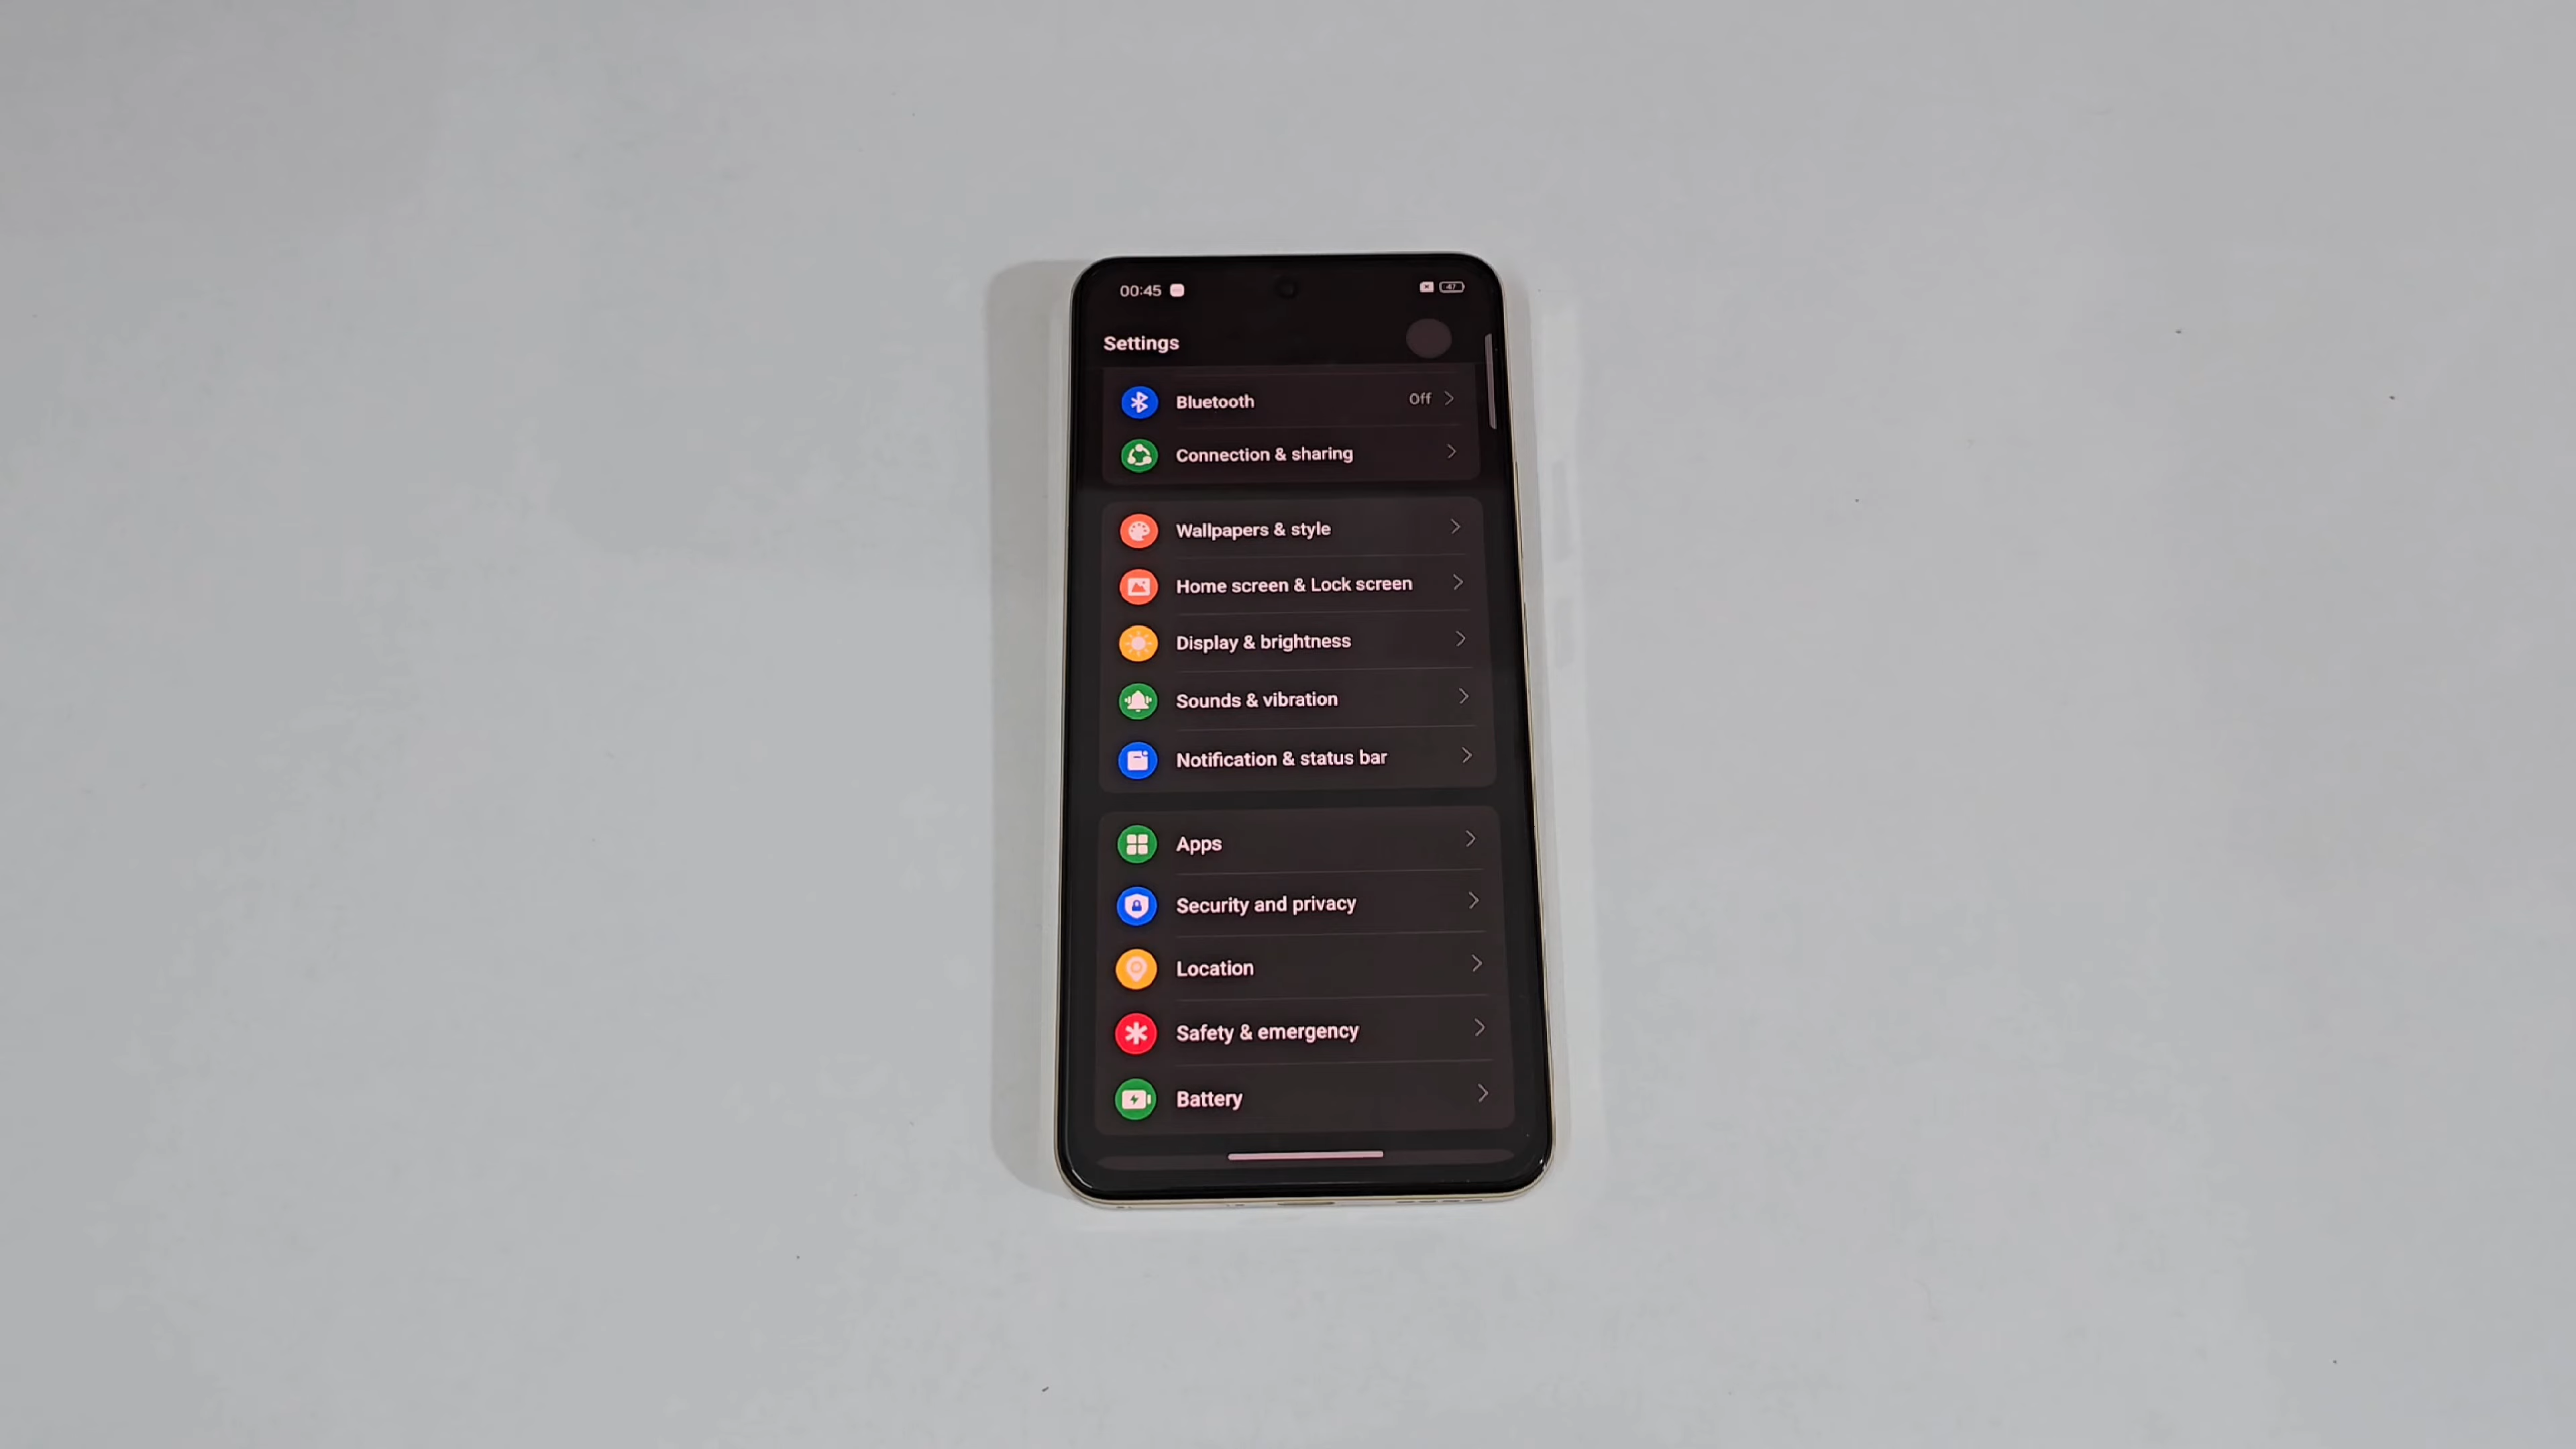 00:45
47
Settings
Bluetooth Off
Connection & sharing
Wallpapers & style
Home screen & Lock screen
Display & brightness
Sounds & vibration
Notification & status bar
Apps
Security and privacy
Location
Safety & emergency
Battery